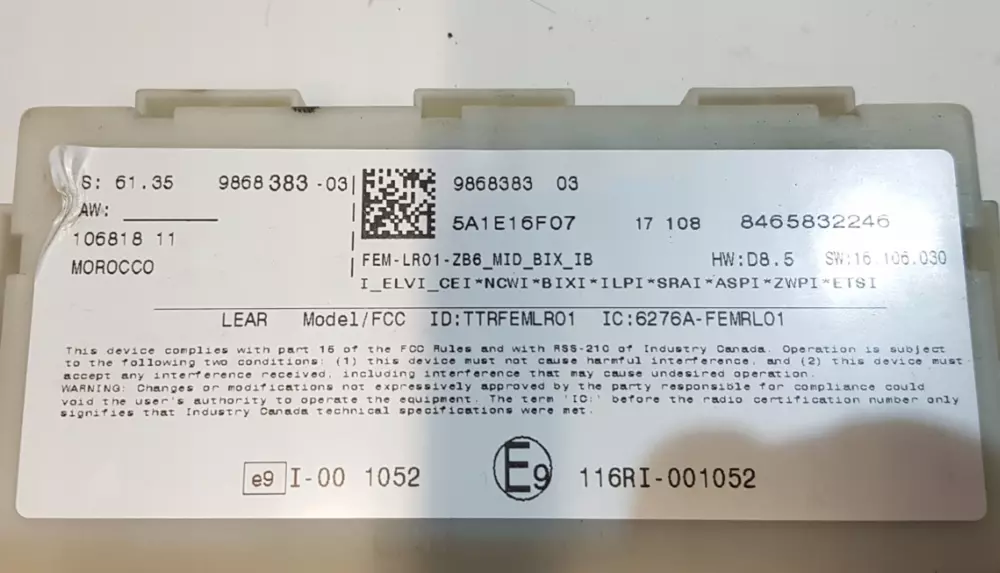 S: 61.35 9868383-03
AW:
106818 11
MOROCCO
9868383 03
5A1E16F07 17 108 8465832246
FEM-LR01-ZB6_MID_BIX_IB HW:D8.5 SW:16.106.030
I_ELVI_CEI*NCWI*BIXI*ILPI*SRAI*ASPI*ZWPI*ETSI
LEAR Model/FCC ID:TTRFEMLR01 IC:6276A-FEMRL01
This device complies with part 15 of the FCC Rules and with RSS-210 of Industry Canada. Operation is subject
to the following two conditions: (1) this device must not cause harmful interference, and (2) this device must
accept any interference received, including interference that may cause undesired operation.
WARNING: Changes or modifications not expressively approved by the party responsible for compliance could
void the user's authority to operate the equipment. The term 'IC:' before the radio certification number only
signifies that Industry Canada technical specifications were met.
e9 I-00 1052
E9 116RI-001052